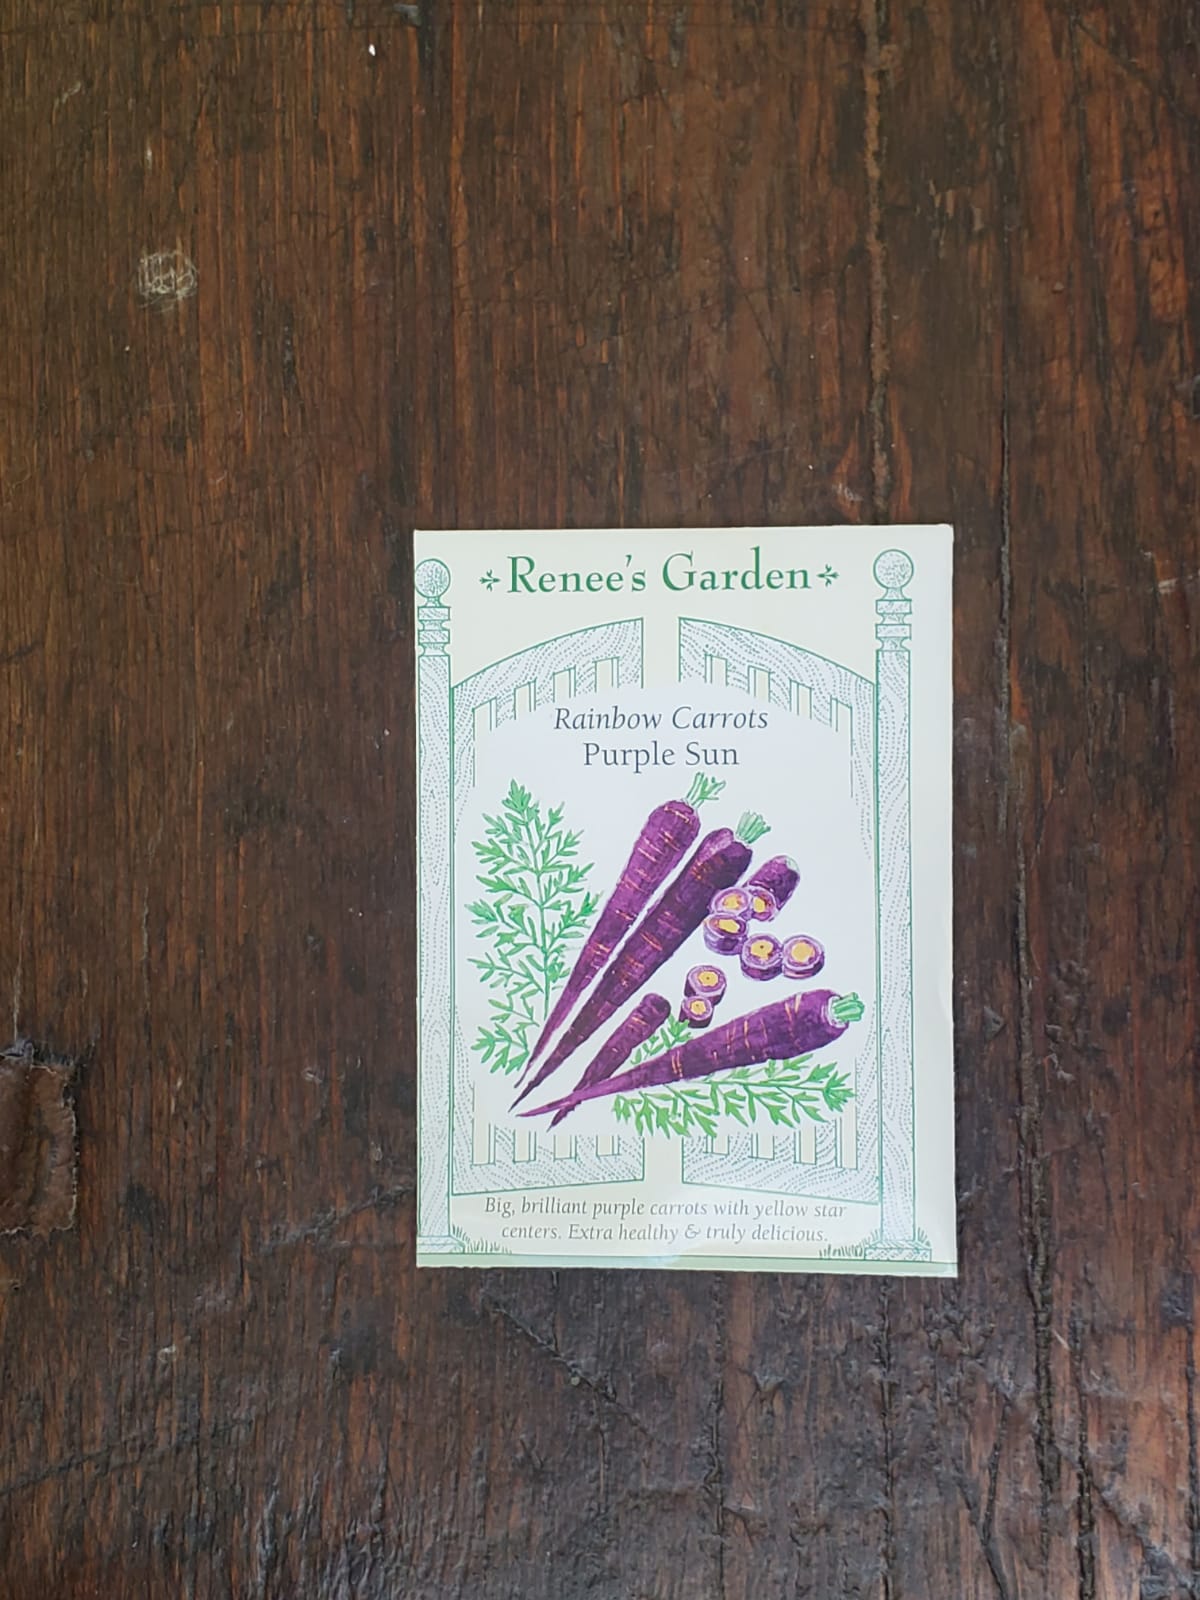 Renee's Garden
Rainbow Carrots
Purple Sun
Big, brilliant purple carrots with yellow star
centers. Extra healthy & truly delicious.